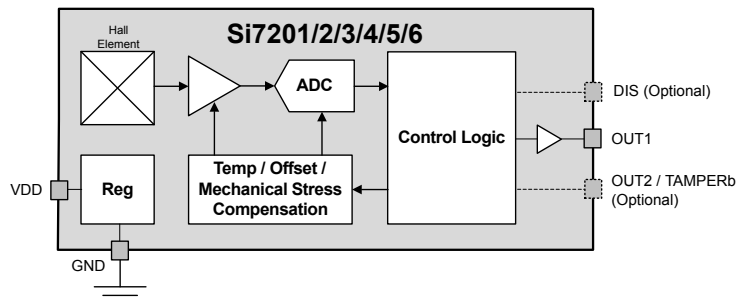 Si7201/2/3/4/5/6
Hall
Element
ADC
Control Logic
DIS (Optional)
OUT1
OUT2 / TAMPERb
(Optional)
Temp / Offset /
Mechanical Stress
Compensation
VDD
Reg
GND